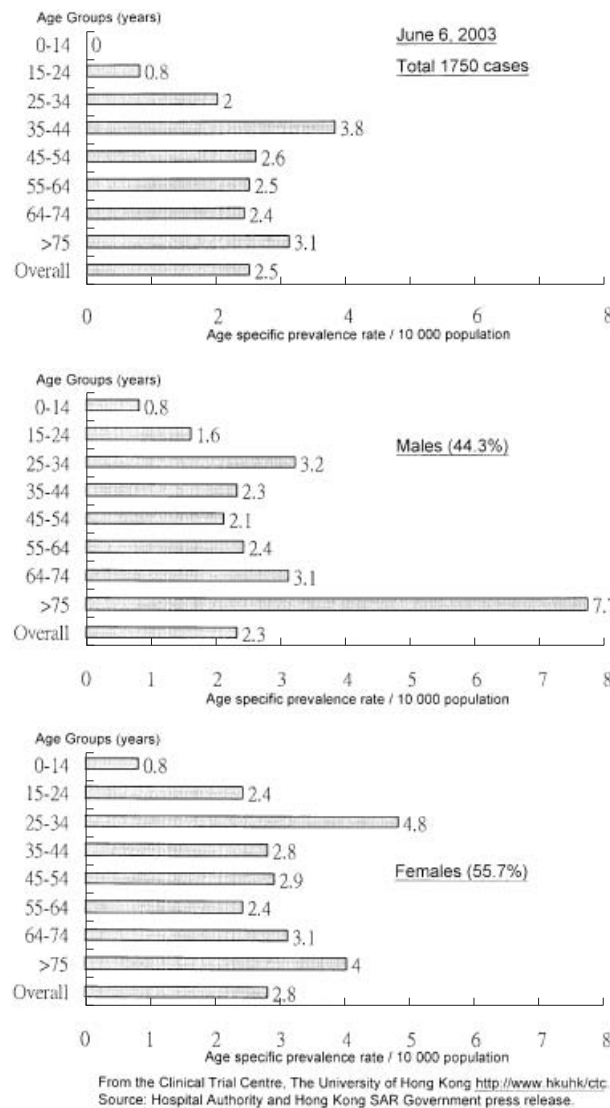 Age Groups (years)
June 6, 2003
Total 1750 cases
0-14 0
15-24 0.8
25-34 2
35-44 3.8
45-54 2.6
55-64 2.5
64-74 2.4
>75 3.1
Overall 2.5
0 2 4 6 8
Age specific prevalence rate / 10 000 population
Age Groups (years)
Males (44.3%)
0-14 0.8
15-24 1.6
25-34 3.2
35-44 2.3
45-54 2.1
55-64 2.4
64-74 3.1
>75 7.7
Overall 2.3
0 1 2 3 4 5 6 7 8
Age specific prevalence rate / 10 000 population
Age Groups (years)
Females (55.7%)
0-14 0.8
15-24 2.4
25-34 4.8
35-44 2.8
45-54 2.9
55-64 2.4
64-74 3.1
>75 4
Overall 2.8
0 1 2 3 4 5 6 7 8
Age specific prevalence rate / 10 000 population
From the Clinical Trial Centre, The University of Hong Kong http://www.hkuhk/ctc.
Source: Hospital Authority and Hong Kong SAR Government press release.